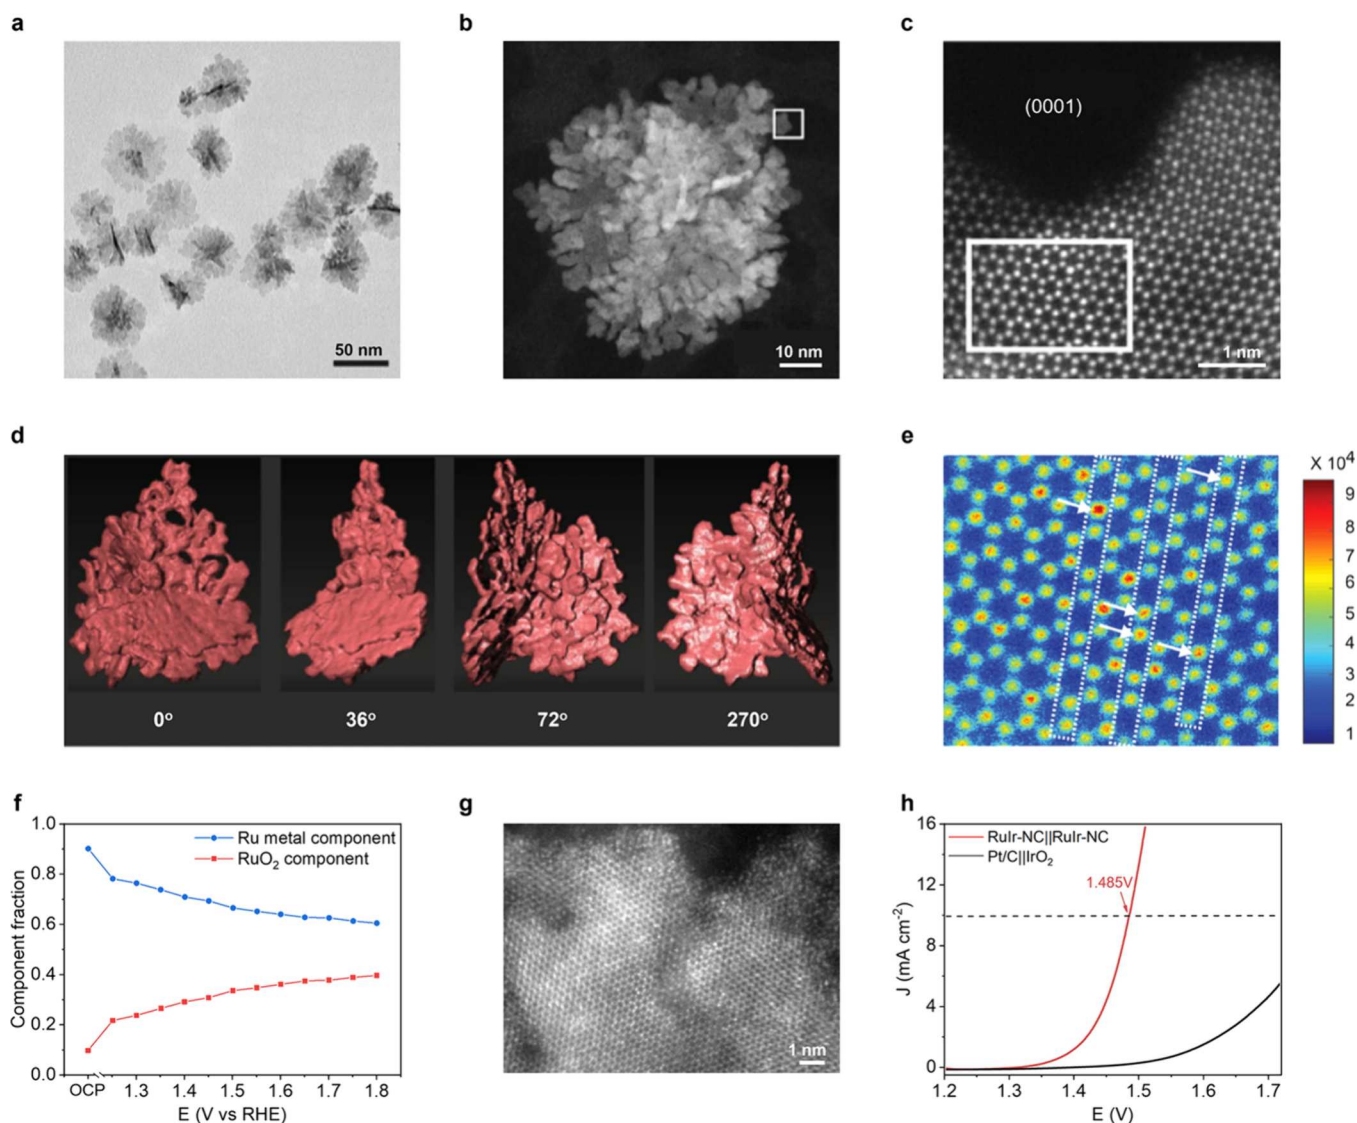 a
b
c
50 nm
10 nm
(0001)
1 nm
d
e
0º
36º
72º
270º
X 10⁴
9
8
7
6
5
4
3
2
1
f
g
h
1.0
0.8
0.6
0.4
0.2
0.0
Component fraction
Ru metal component
RuO₂ component
OCP
1.3
1.4
1.5
1.6
1.7
1.8
E (V vs RHE)
1 nm
16
12
8
4
0
J (mA cm⁻²)
RuIr-NC||RuIr-NC
Pt/C||IrO₂
1.485V
1.2
1.3
1.4
1.5
1.6
1.7
E (V)